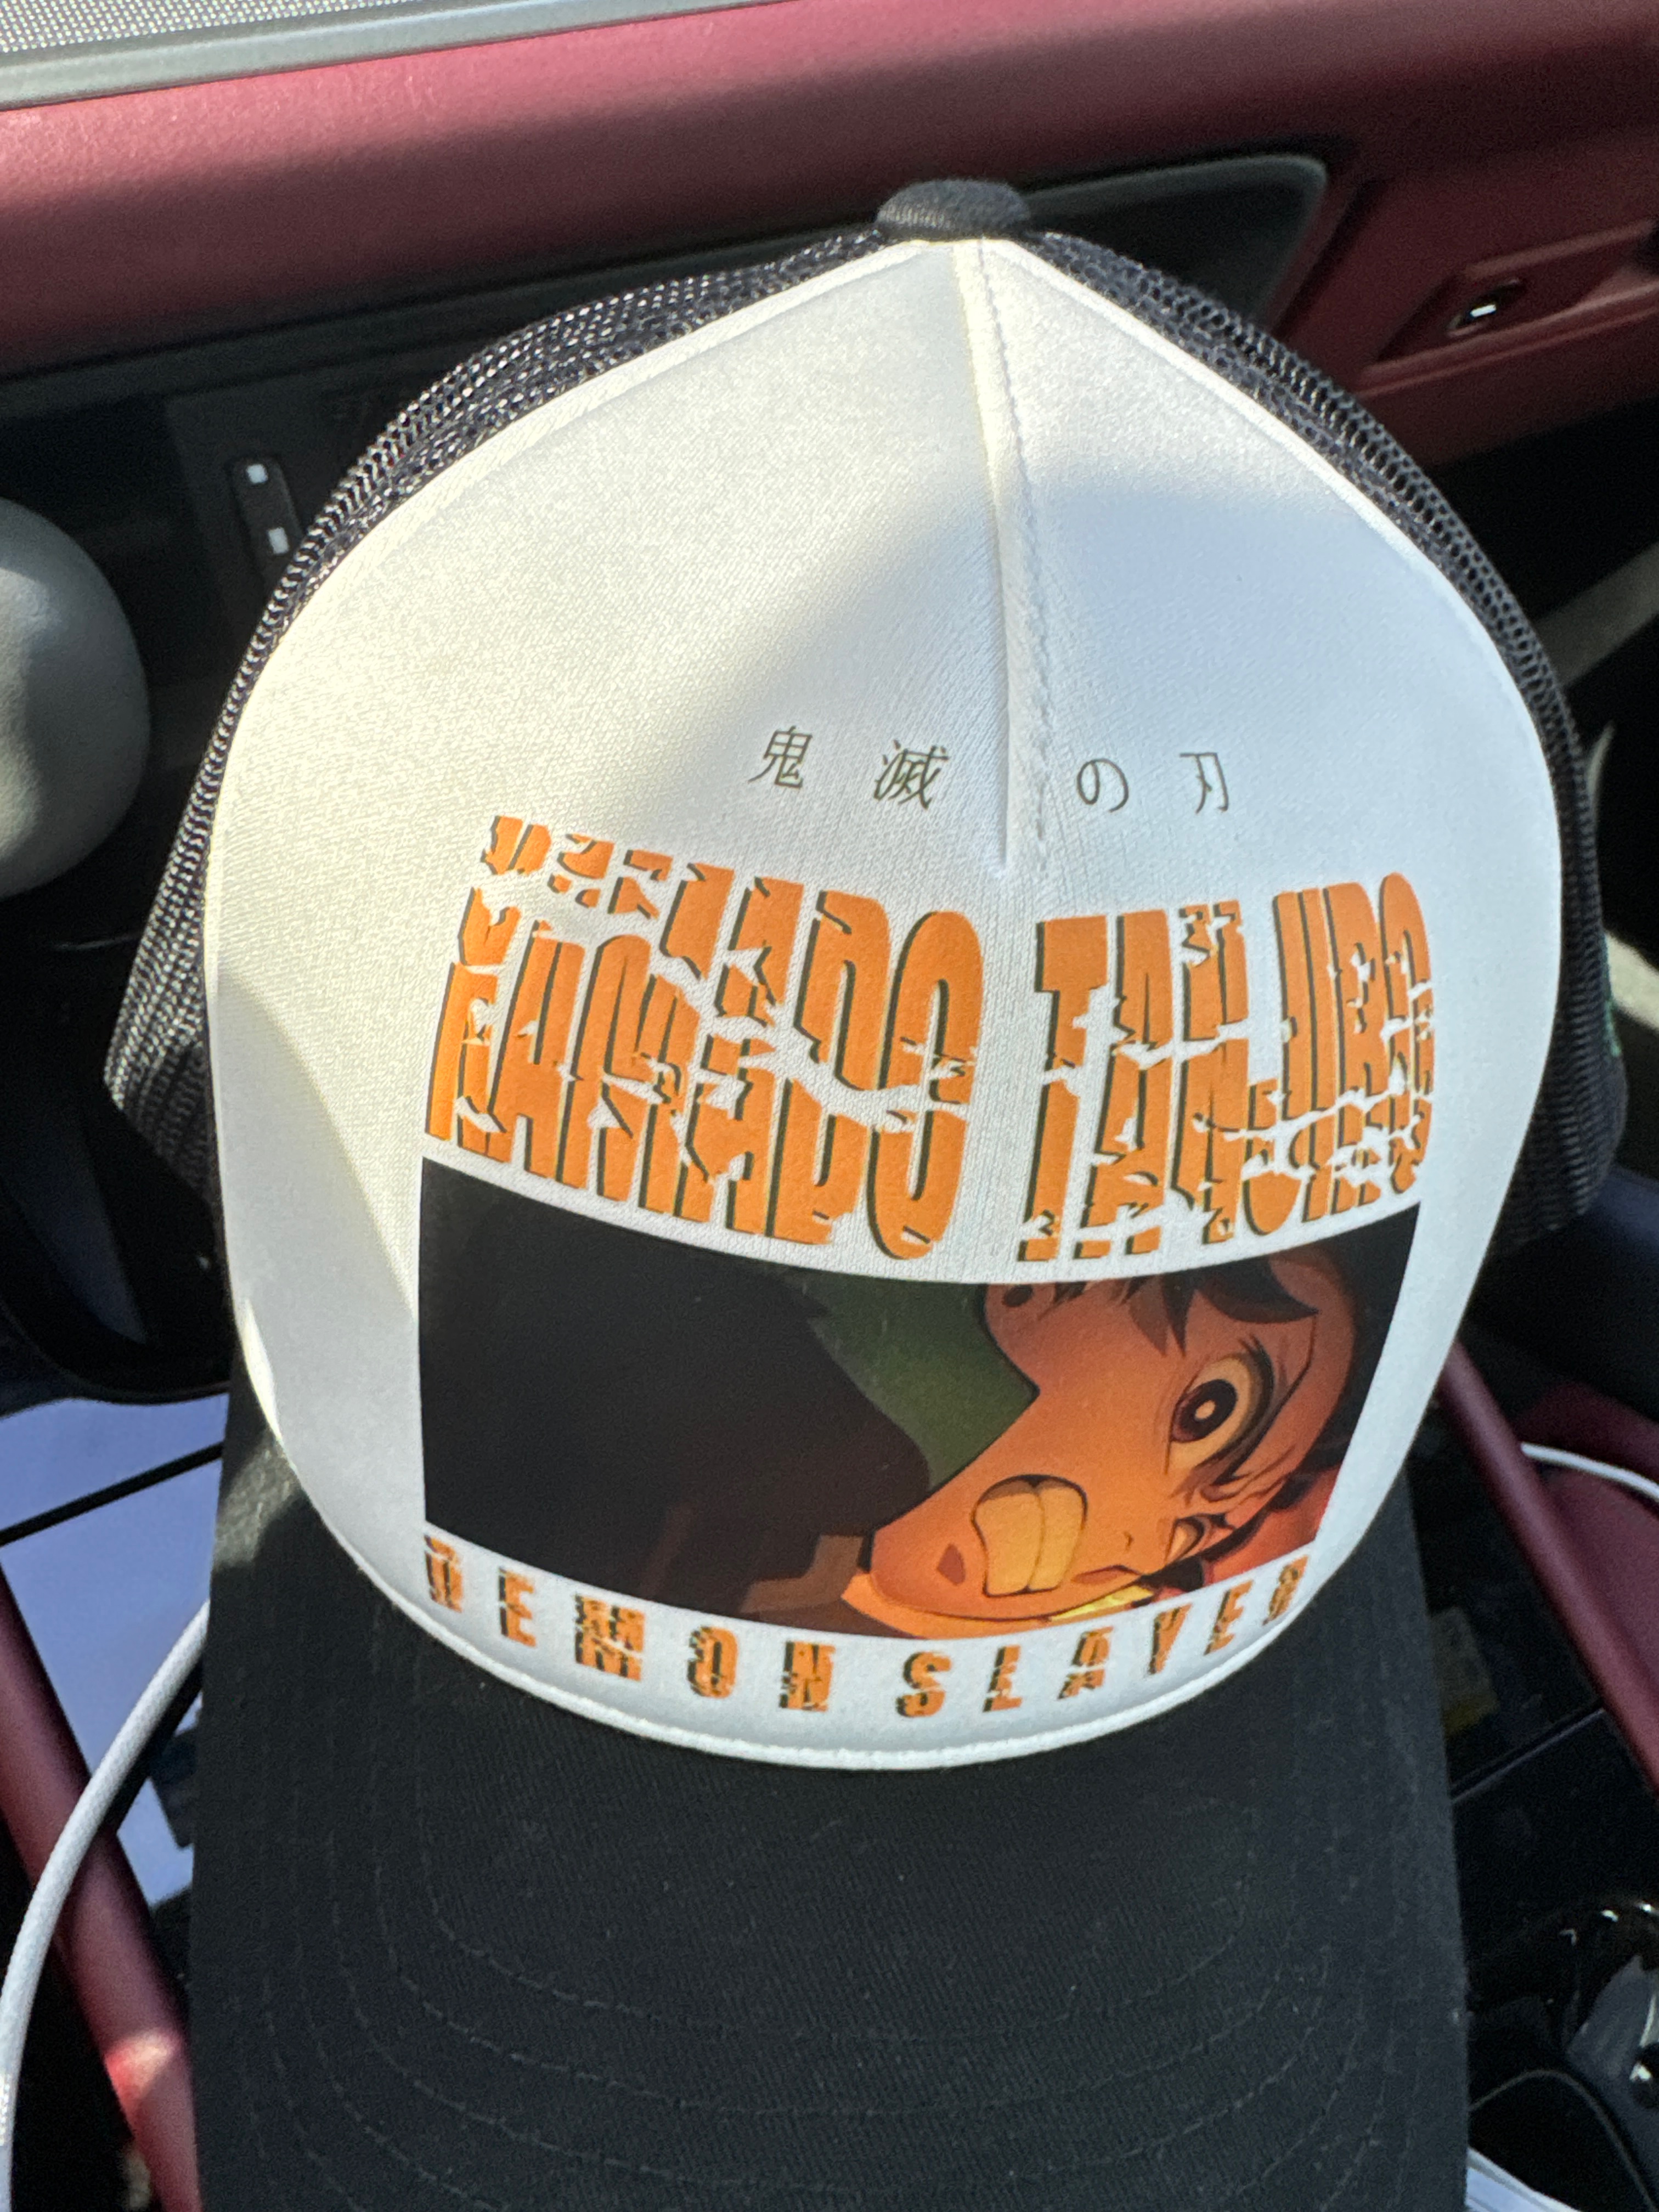 鬼滅の刃
KAMADO TANJIRO
DEMON SLAYER